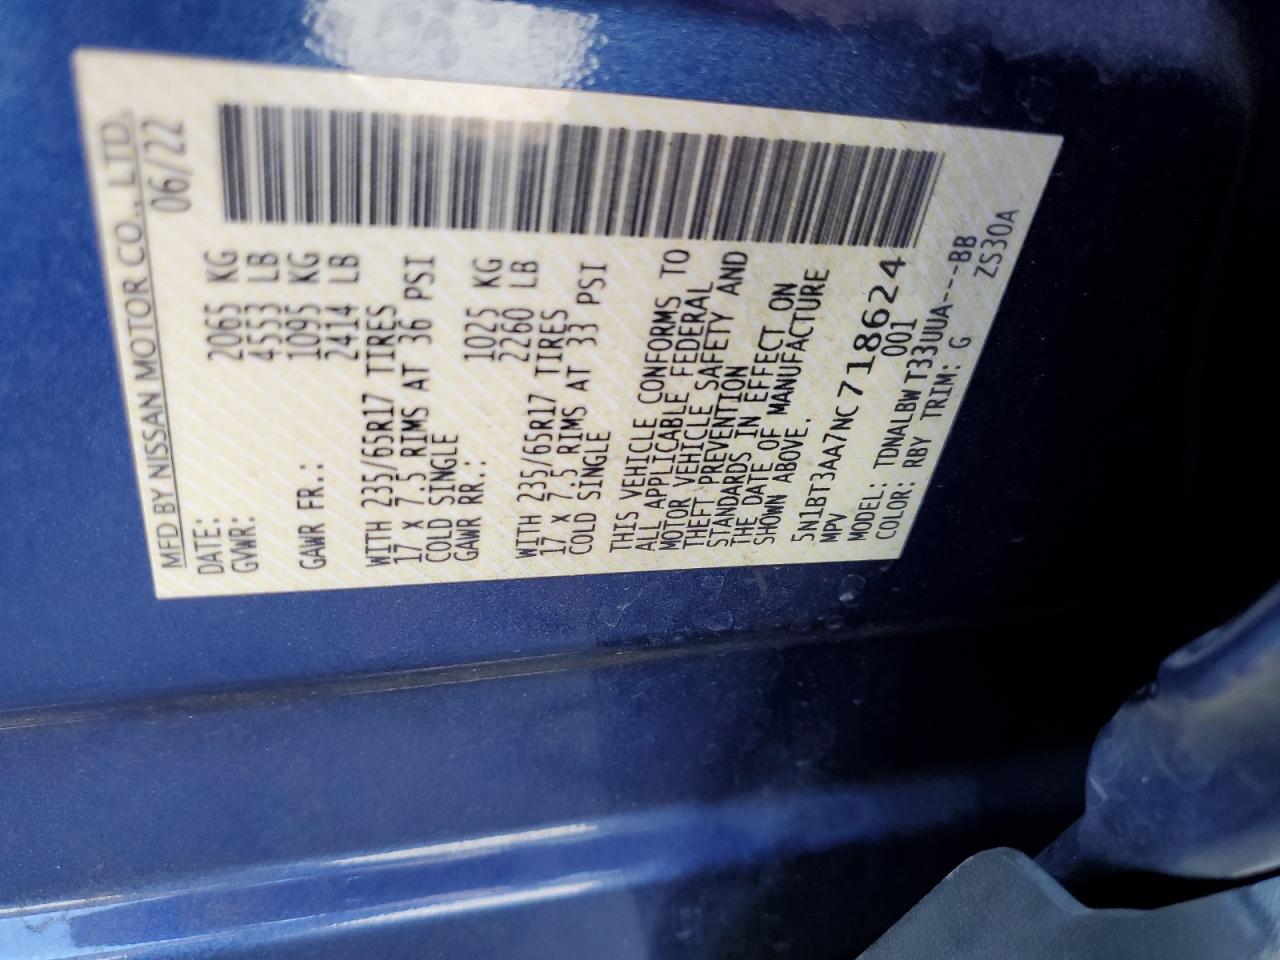 MFD BY NISSAN MOTOR CO., LTD.
DATE: 06/22
GVWR: 2065 KG
4553 LB
GAWR FR.: 1095 KG
2414 LB
WITH 235/65R17 TIRES
17 X 7.5 RIMS AT 36 PSI
COLD SINGLE
GAWR RR.: 1025 KG
2260 LB
WITH 235/65R17 TIRES
17 X 7.5 RIMS AT 33 PSI
COLD SINGLE
THIS VEHICLE CONFORMS TO
ALL APPLICABLE FEDERAL
MOTOR VEHICLE SAFETY AND
THEFT PREVENTION
STANDARDS IN EFFECT ON
THE DATE OF MANUFACTURE
SHOWN ABOVE.
5N1BT3AA7NC718624
MPV 001
MODEL: TDNALBW T33UUA----BB
COLOR: RBY TRIM: G ZS30A